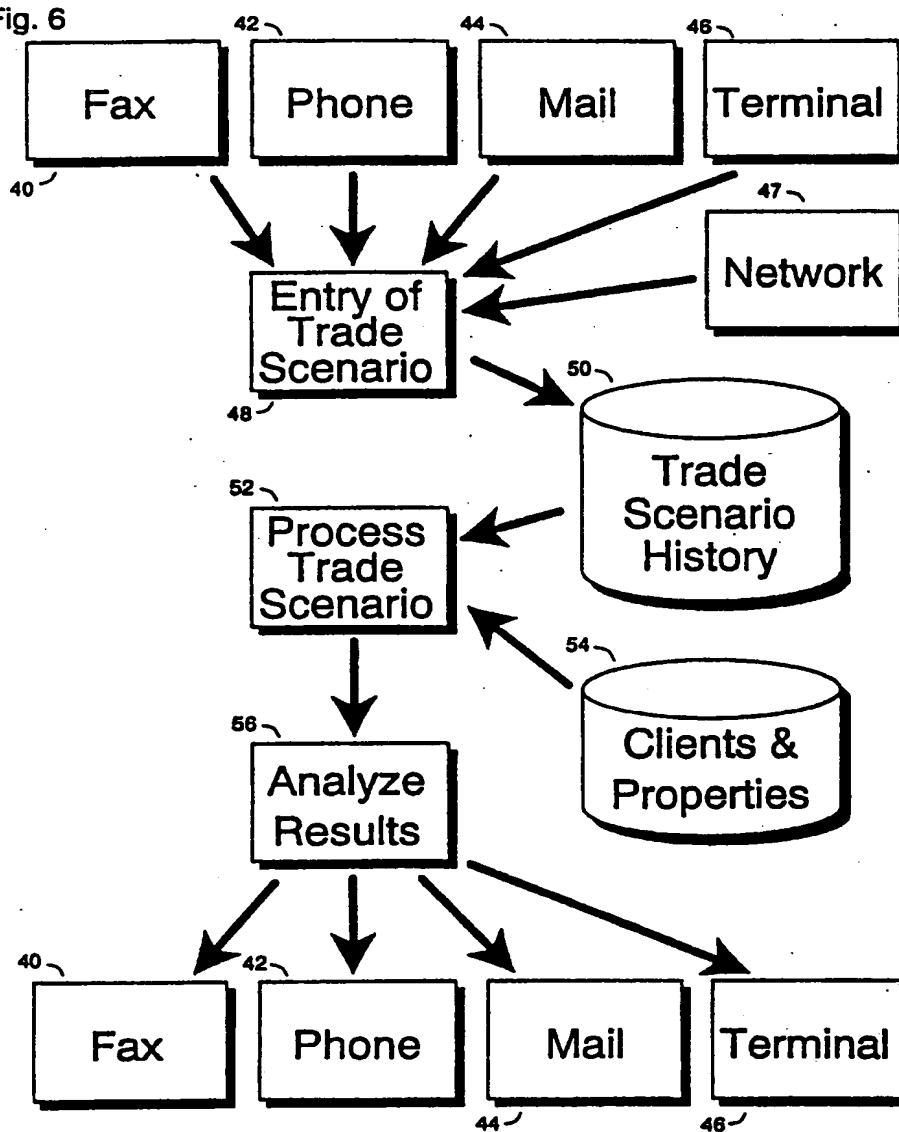 Fig. 6
42
44
46
Fax
Phone
Mail
Terminal
40
47
Network
Entry of
Trade
Scenario
48
50
Trade
Scenario
History
52
Process
Trade
Scenario
54
Clients &
Properties
56
Analyze
Results
40
42
Fax
Phone
Mail
Terminal
44
46